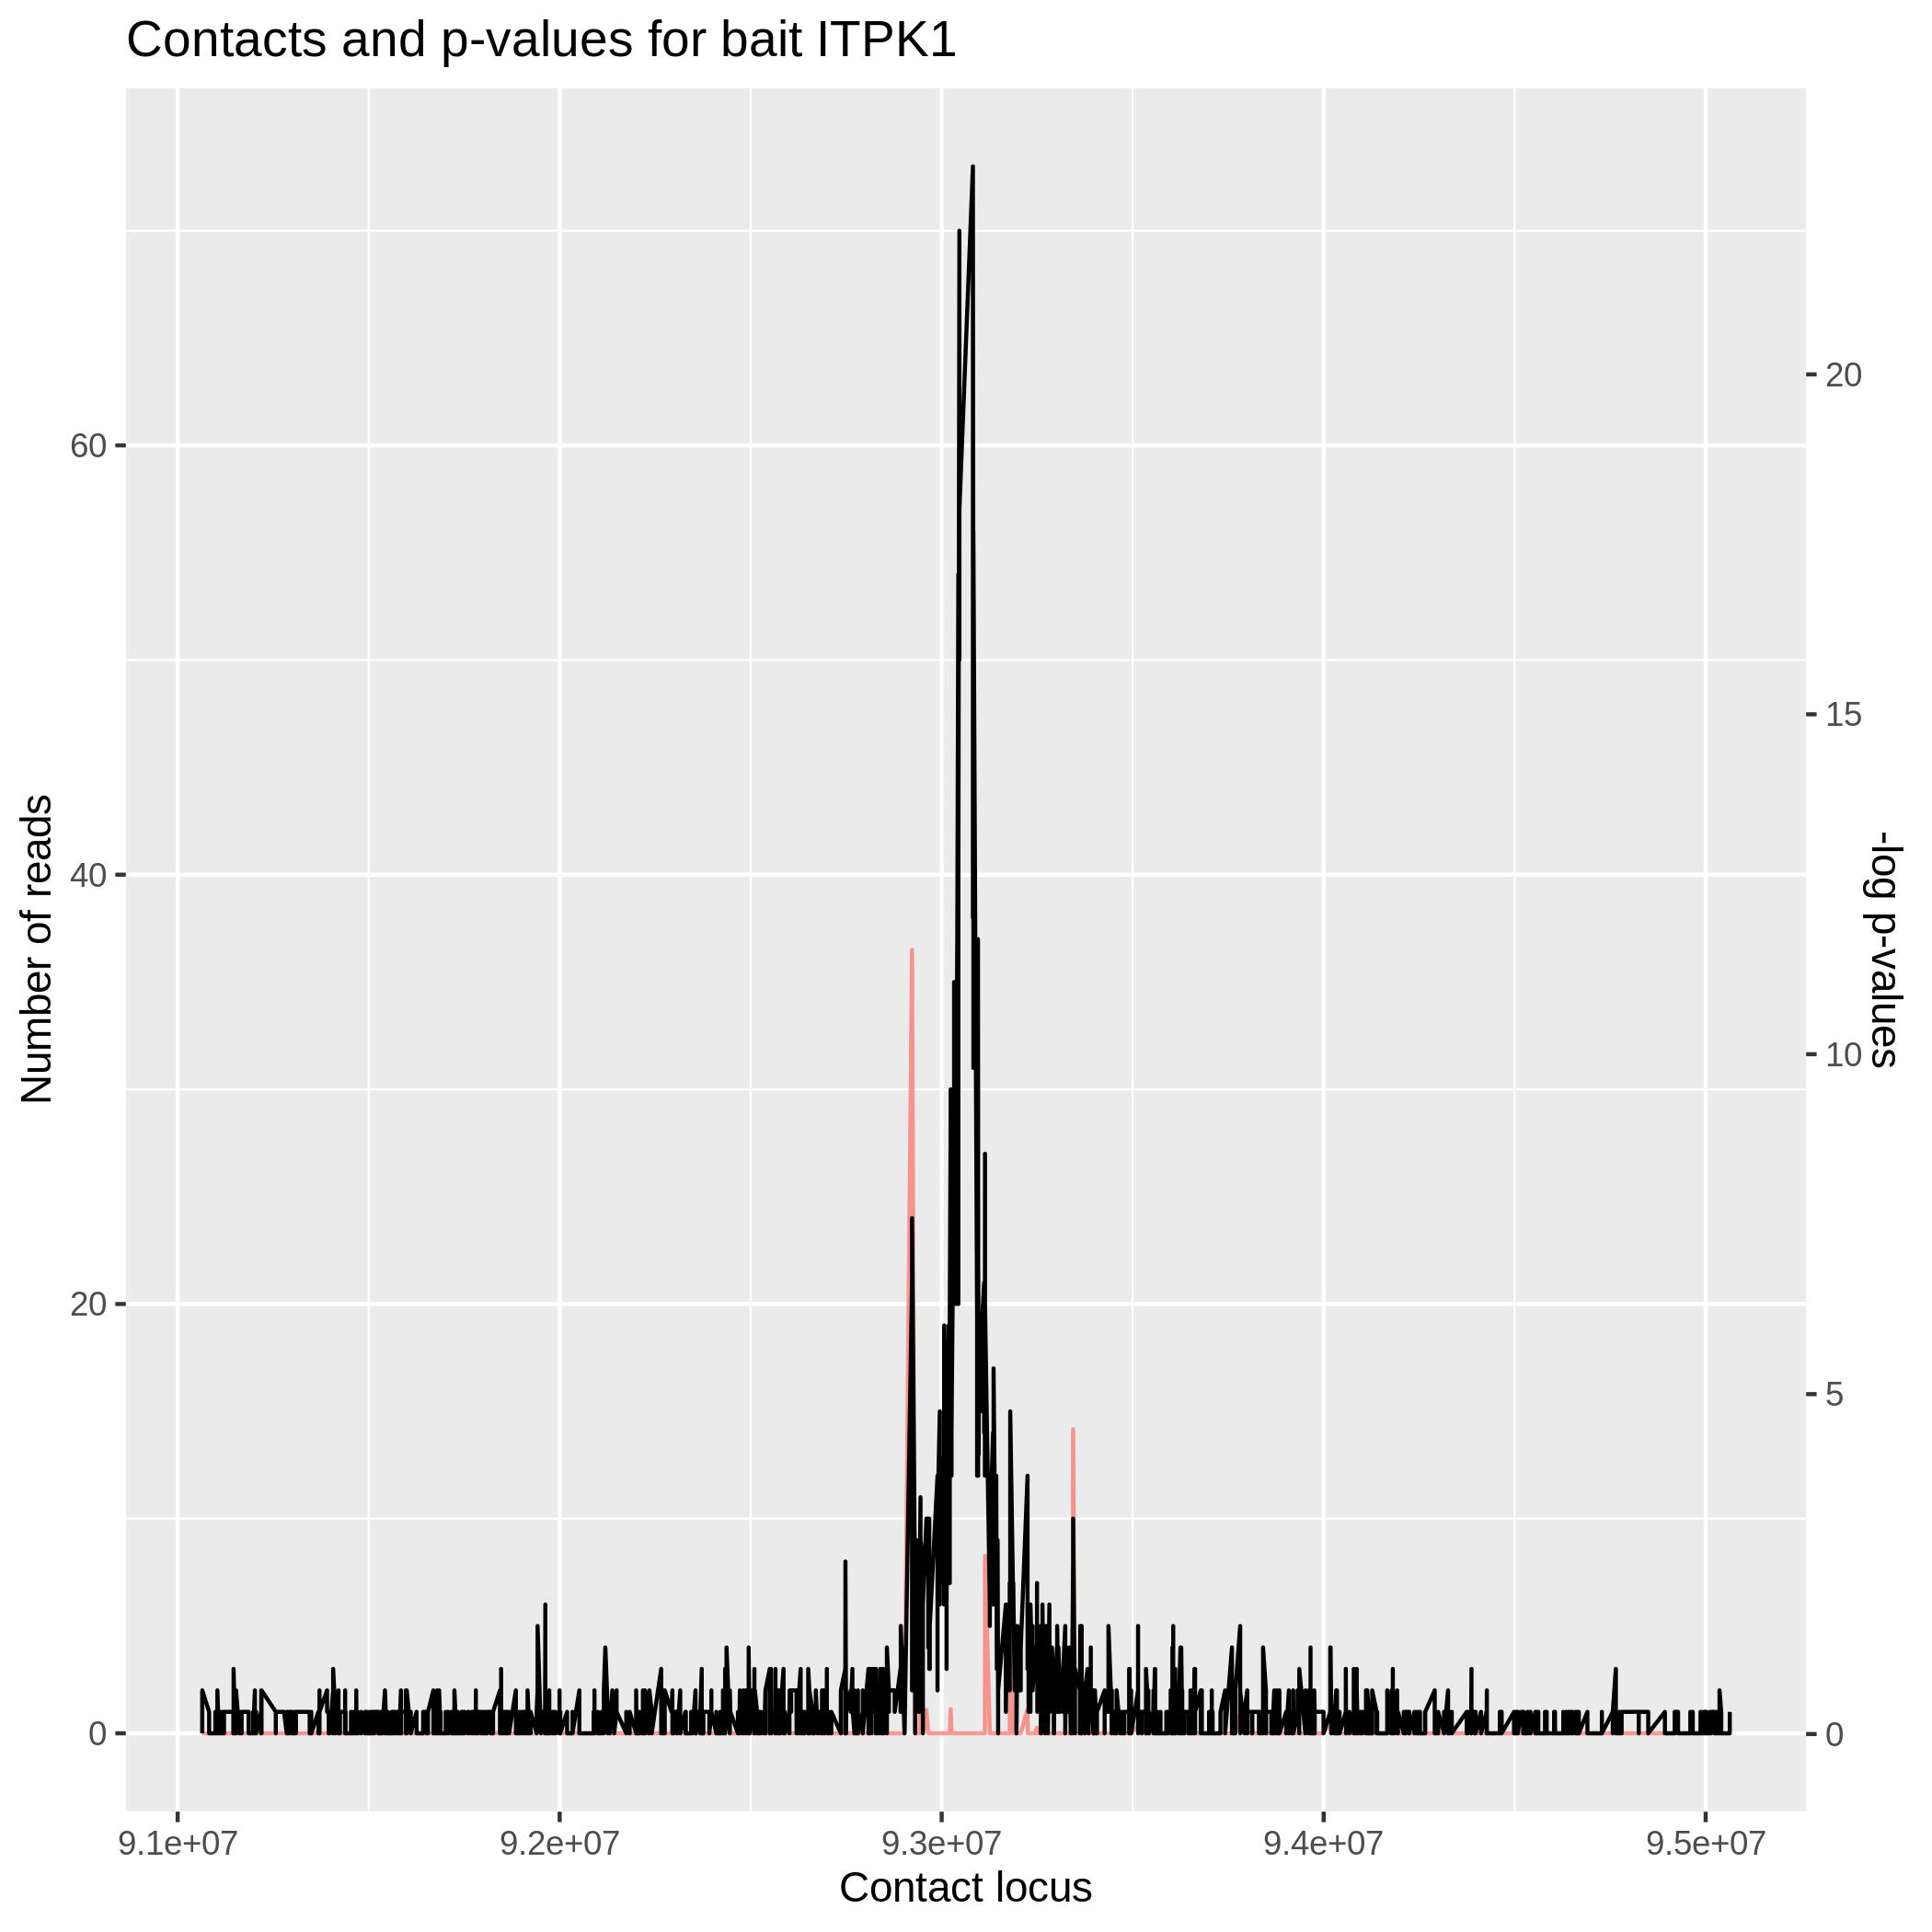 Contacts and p-values for bait ITPK1
Number of reads
60
40
20
0
20
15
10
5
0
-log p-values
9.1e+07 9.2e+07 9.3e+07 9.4e+07 9.5e+07
Contact locus